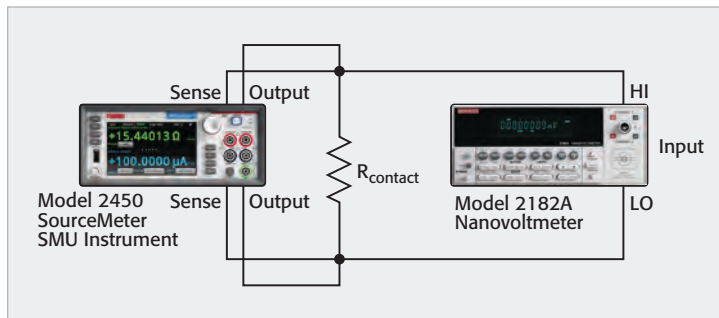 Sense
Output
HI
+15.44013 Ω
+100.0000 µA
Rcontact
Input
Model 2450
SourceMeter
SMU Instrument
Sense
Output
Model 2182A
Nanovoltmeter
LO